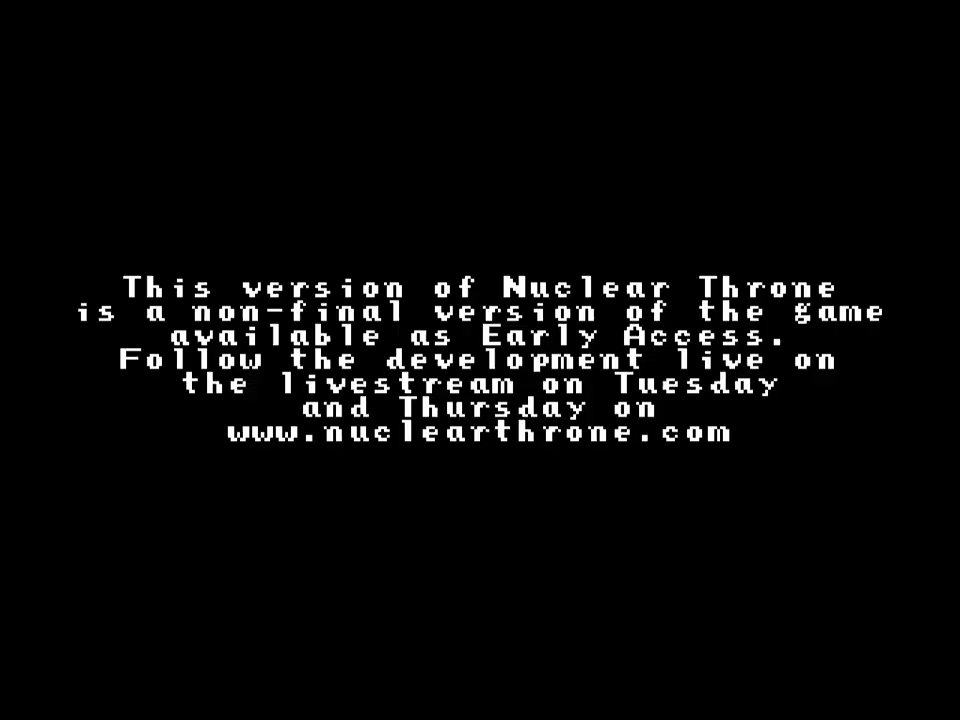 This version of Nuclear Throne
is a non-final version of the game
available as Early Access.
Follow the development live on
the livestream on Tuesday
and Thursday on
www.nuclearthrone.com